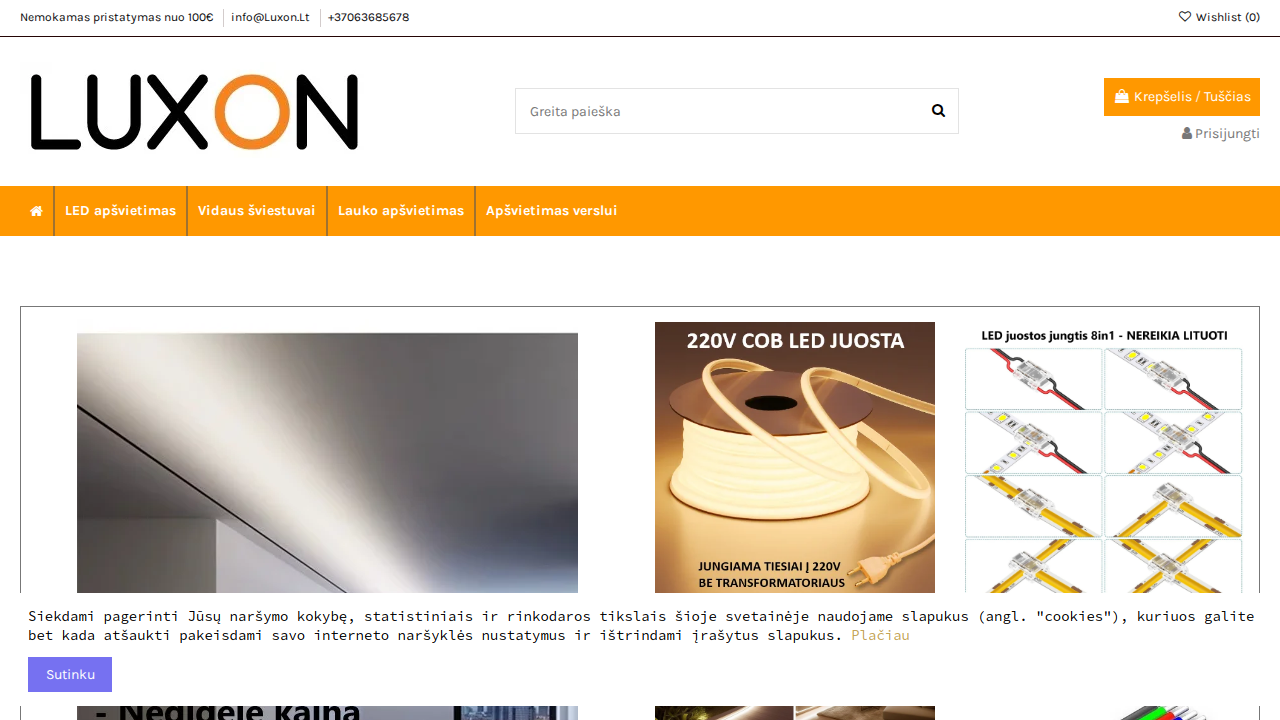 Nemokamas pristatymas nuo 100€
info@Luxon.Lt
+37063685678
Wishlist (0)
LUXON
Greita paieška
Krepšelis / Tuščias
Prisijungti
LED apšvietimas
Vidaus šviestuvai
Lauko apšvietimas
Apšvietimas verslui
220V COB LED JUOSTA
JUNGIAMA TIESIAI Į 220V
BE TRANSFORMATORIAUS
LED juostos jungtis 8in1 - NEREIKIA LITUOTI
Siekdami pagerinti Jūsų naršymo kokybę, statistiniais ir rinkodaros tikslais šioje svetainėje naudojame slapukus (angl. "cookies"), kuriuos galite
bet kada atšaukti pakeisdami savo interneto naršyklės nustatymus ir ištrindami įrašytus slapukus. Plačiau
Sutinku
- Nedidelė kaina